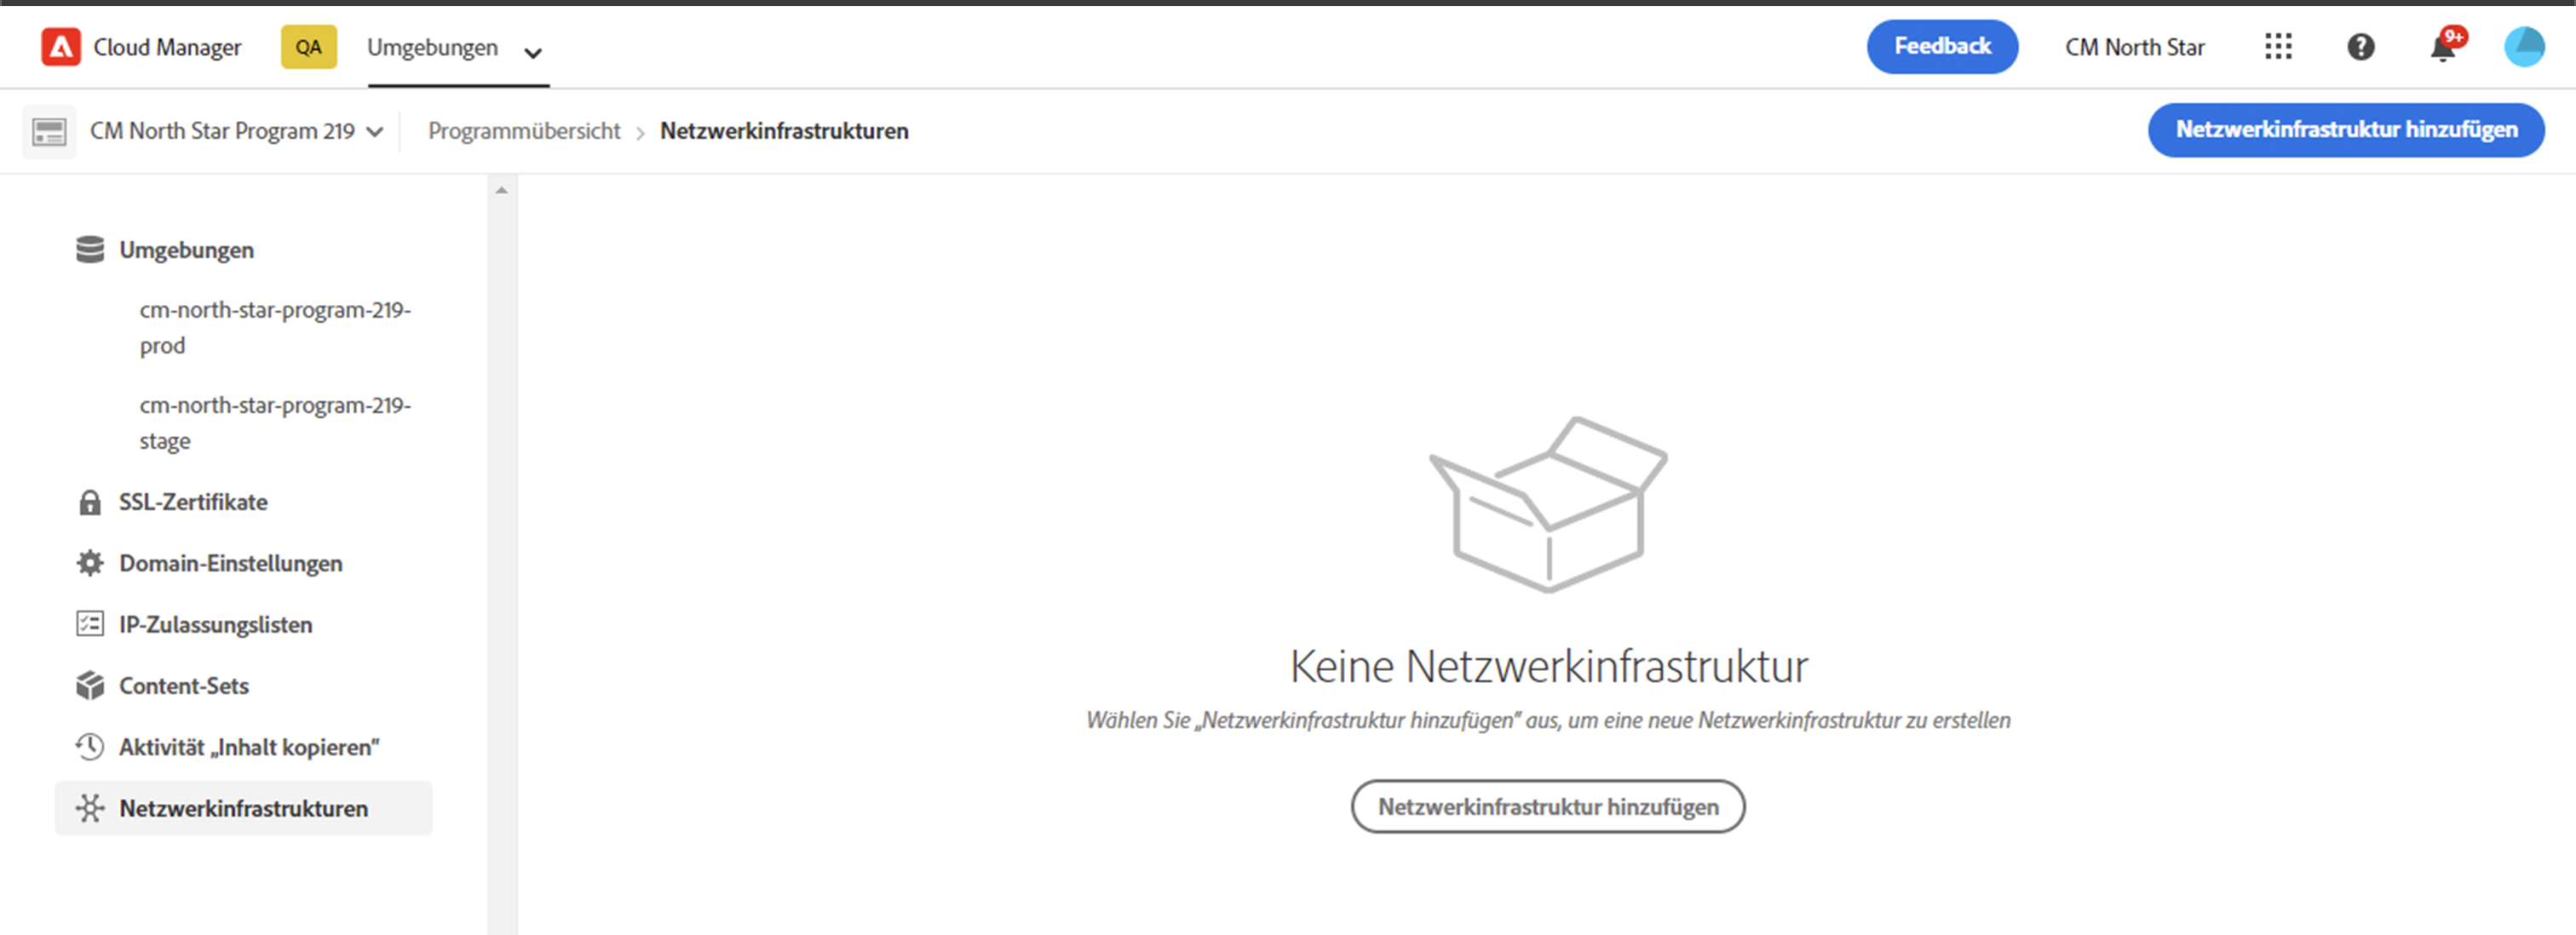 Cloud Manager QA Umgebungen Feedback CM North Star 9+
CM North Star Program 219 Programmübersicht Netzwerkinfrastrukturen Netzwerkinfrastruktur hinzufügen
Umgebungen
cm-north-star-program-219-
prod
cm-north-star-program-219-
stage
SSL-Zertifikate
Domain-Einstellungen
IP-Zulassungslisten
Content-Sets
Aktivität „Inhalt kopieren“
Netzwerkinfrastrukturen
Keine Netzwerkinfrastruktur
Wählen Sie „Netzwerkinfrastruktur hinzufügen“ aus, um eine neue Netzwerkinfrastruktur zu erstellen
Netzwerkinfrastruktur hinzufügen